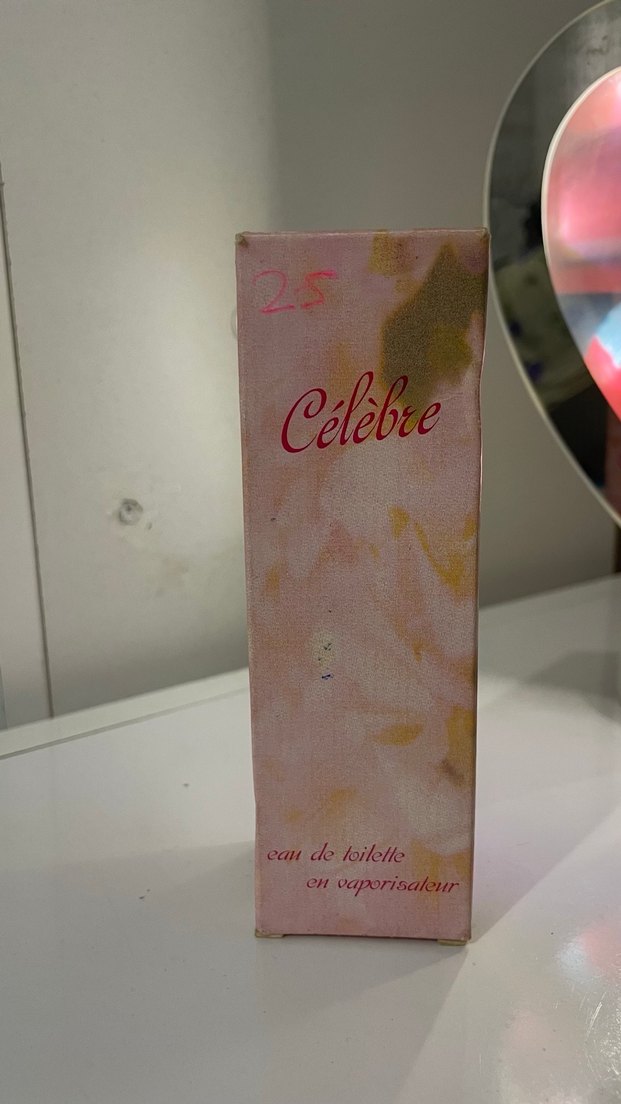 25
Célèbre
eau de toilette
en vaporisateur